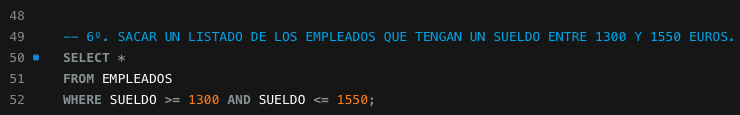 48
49 -- 6º. SACAR UN LISTADO DE LOS EMPLEADOS QUE TENGAN UN SUELDO ENTRE 1300 Y 1550 EUROS.
50 SELECT *
51 FROM EMPLEADOS
52 WHERE SUELDO >= 1300 AND SUELDO <= 1550;